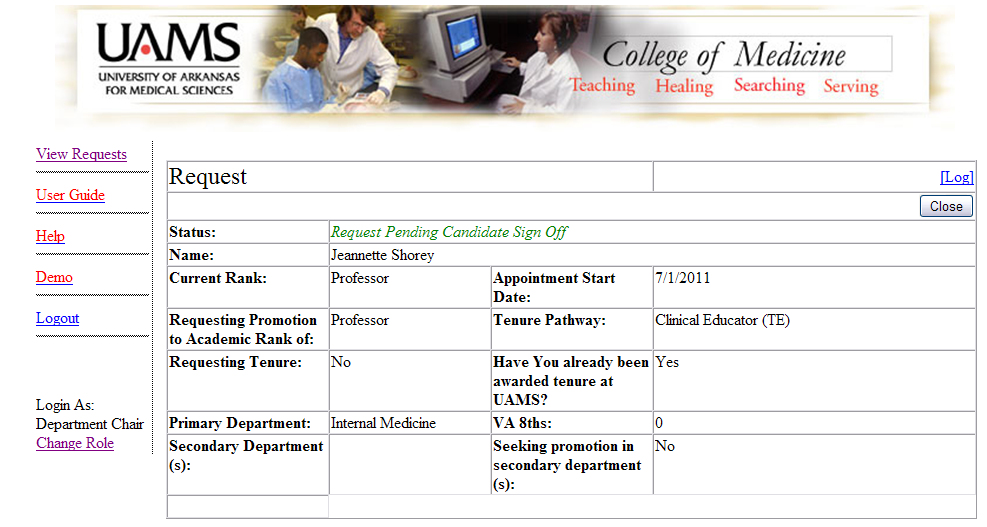 UAMS
UNIVERSITY OF ARKANSAS
FOR MEDICAL SCIENCES
College of Medicine
Teaching Healing Searching Serving
View Requests
User Guide
Help
Demo
Logout
Login As:
Department Chair
Change Role
Request [Log]
Close
Status: Request Pending Candidate Sign Off
Name: Jeannette Shorey
Current Rank: Professor Appointment Start 7/1/2011
Date:
Requesting Promotion Professor Tenure Pathway: Clinical Educator (TE)
to Academic Rank of:
Requesting Tenure: No Have You already been Yes
awarded tenure at
UAMS?
Primary Department: Internal Medicine VA 8ths: 0
Secondary Department Seeking promotion in No
(s): secondary department
(s):